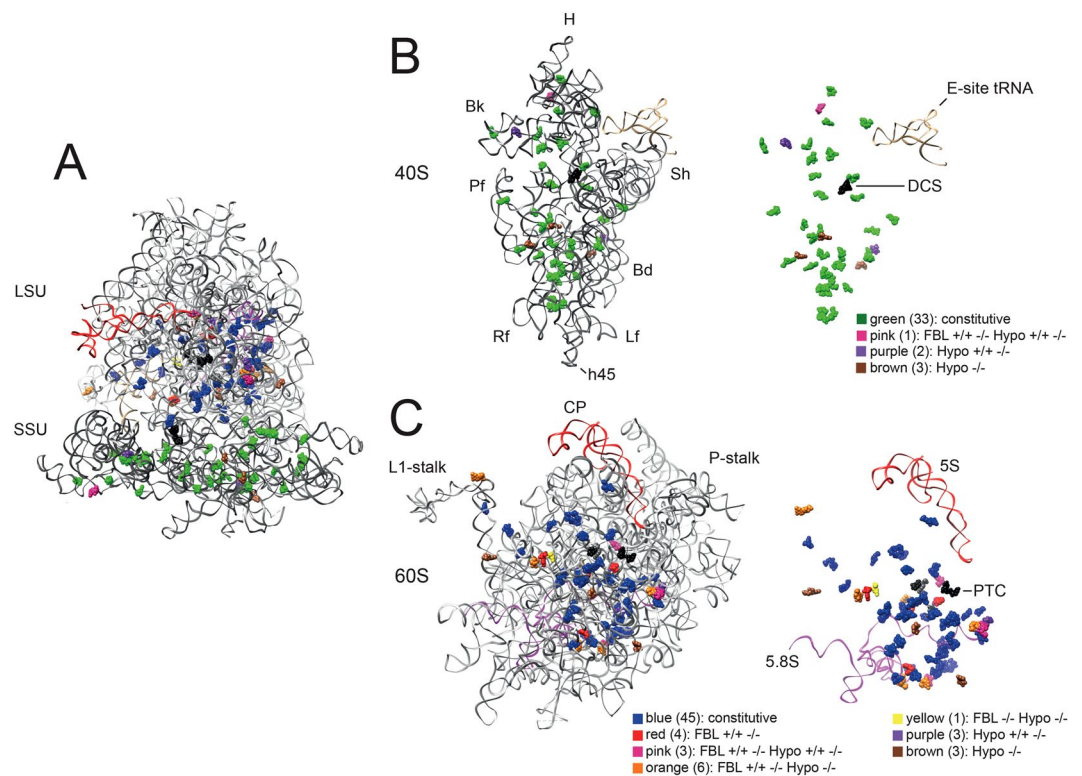 A
LSU
SSU
B
40S
H
Bk
Pf
Sh
Bd
Rf
Lf
h45
E-site tRNA
DCS
green (33): constitutive
pink (1): FBL +/+ -/- Hypo +/+ -/-
purple (2): Hypo +/+ -/-
brown (3): Hypo -/-
C
60S
CP
L1-stalk
P-stalk
5S
PTC
5.8S
blue (45): constitutive
red (4): FBL +/+ -/-
pink (3): FBL +/+ -/- Hypo +/+ -/-
orange (6): FBL +/+ -/- Hypo -/-
yellow (1): FBL -/- Hypo -/-
purple (3): Hypo +/+ -/-
brown (3): Hypo -/-